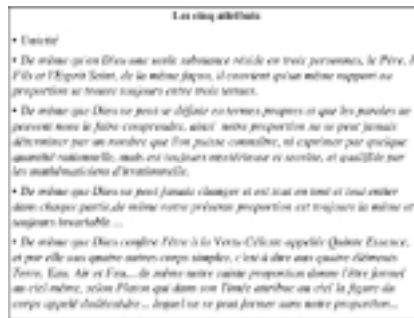 Les cinq attributs
• Unicité
• De même qu'en Dieu une seule substance réside en trois personnes, le Père, l
Fils et l'Esprit Saint, de la même façon, il convient qu'un même rapport ou
proportion se trouve toujours entre trois termes.
• De même que Dieu ne peut se définir en termes propres et que les paroles ne
peuvent nous le faire comprendre, ainsi notre proportion ne se peut jamais
déterminer par un nombre que l'on puisse connaître, ni exprimer par quelque
quantité rationnelle, mais est toujours mystérieuse et secrète, et qualifiée par
les mathématiciens d'irrationnelle.
• De même que Dieu ne peut jamais changer et est tout en tout et tout entier
dans chaque partie, de même notre présente proportion est toujours la même et
toujours invariable ...
• De même que Dieu confère l'être à la Vertu Céleste appelée Quinte Essence,
et par elle aux quatre autres corps simples, c'est à dire aux quatre éléments
Terre, Eau, Air et Feu... de même notre sainte proportion donne l'être formel
au ciel même, selon Platon qui dans son Timée attribue au ciel la figure du
corps appelé dodécaèdre... lequel ne se peut former sans notre proportion...